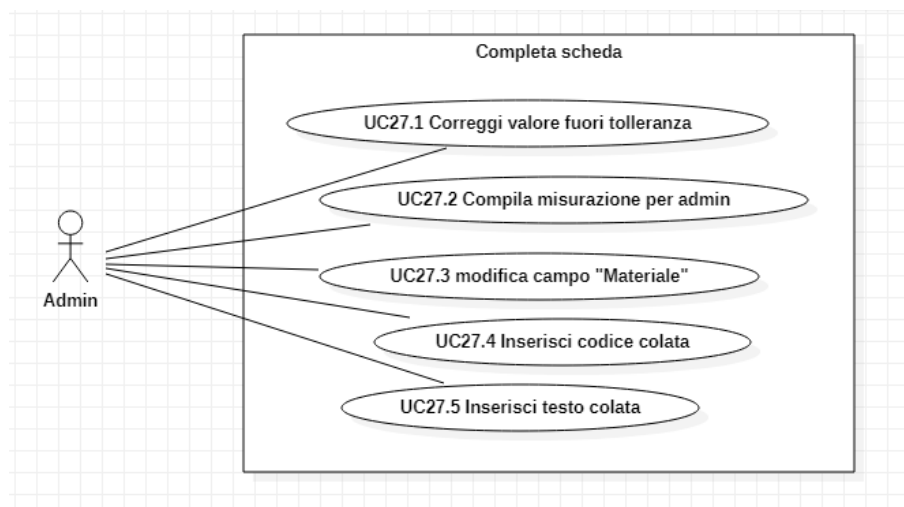 Completa scheda
UC27.1 Correggi valore fuori tolleranza
UC27.2 Compila misurazione per admin
UC27.3 modifica campo "Materiale"
Admin
UC27.4 Inserisci codice colata
UC27.5 Inserisci testo colata